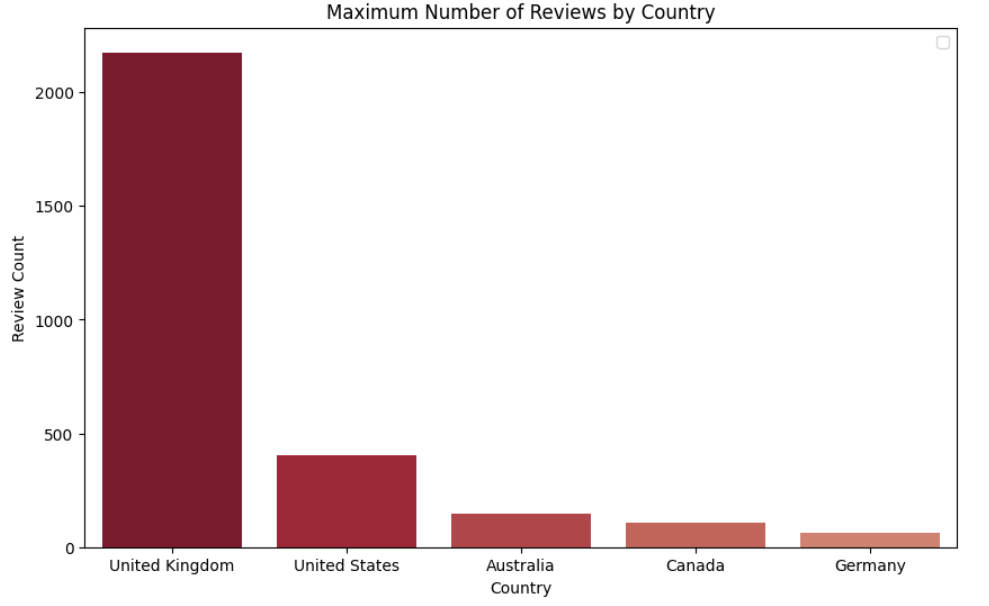 Maximum Number of Reviews by Country
2000
1500
1000
500
0
Review Count
United Kingdom United States Australia Canada Germany
Country